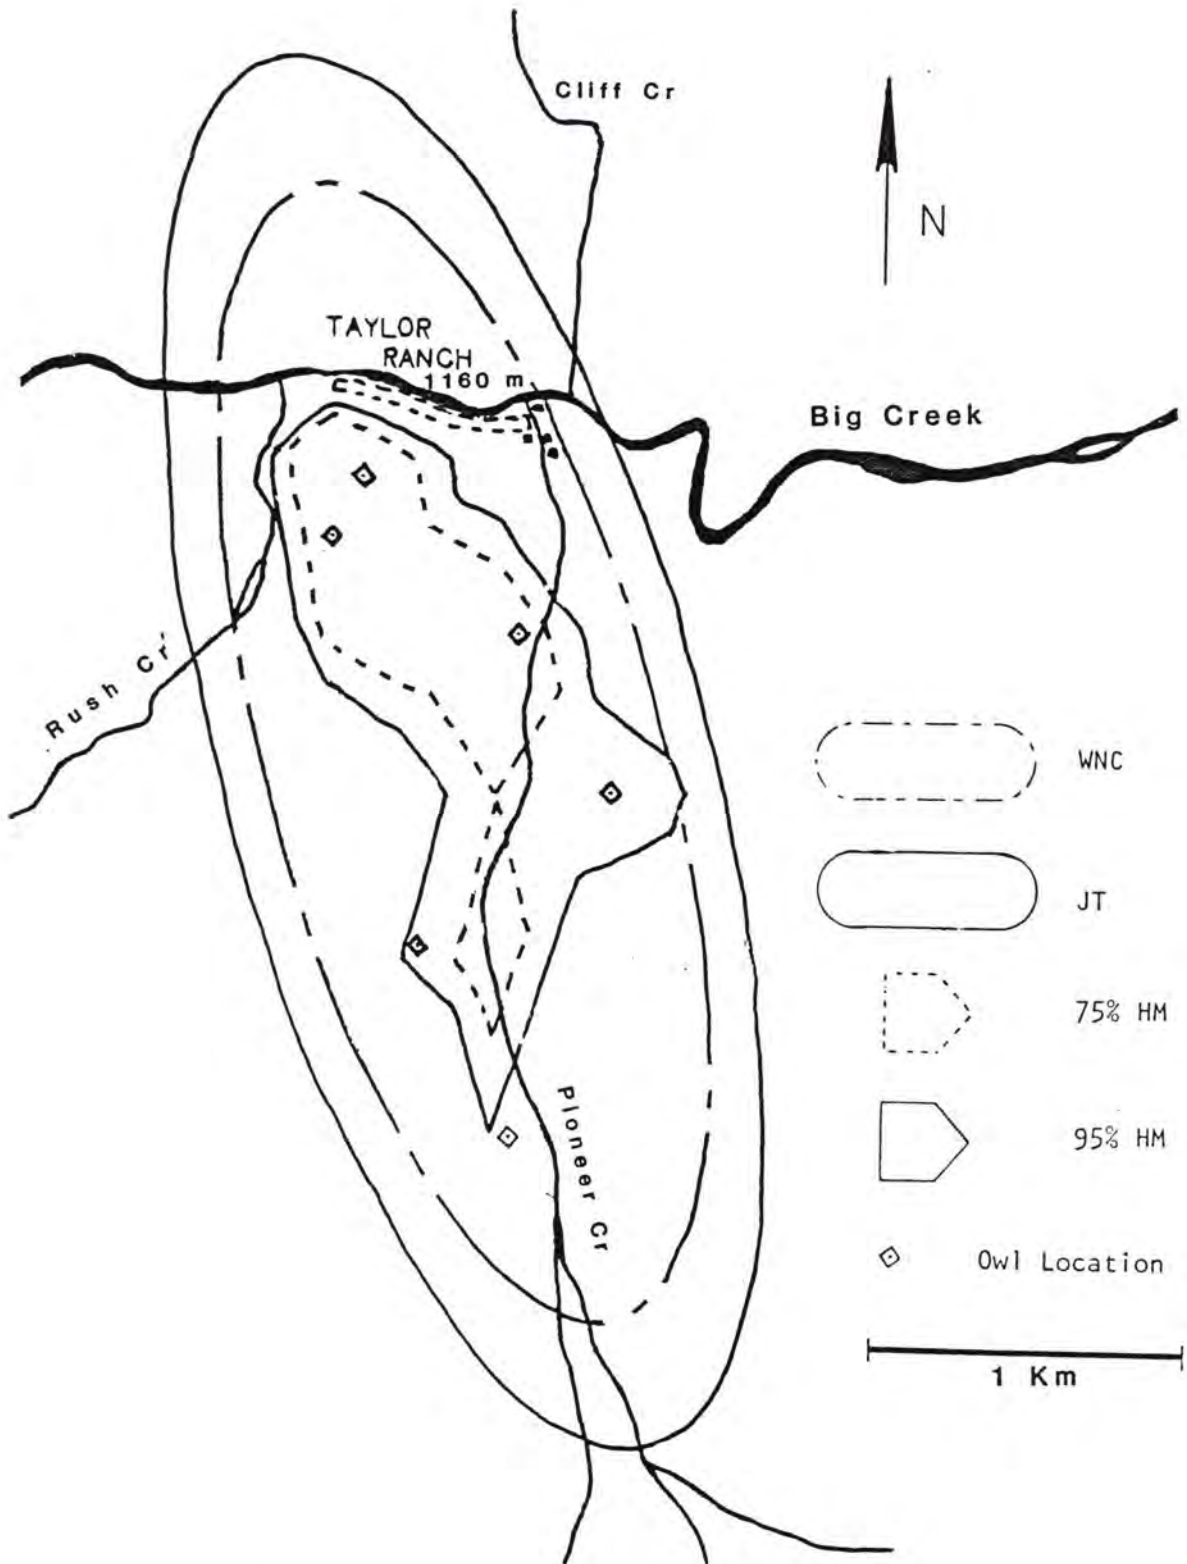 Cliff Cr
N
TAYLOR
RANCH
1160 m
Big Creek
Rush Cr
WNC
JT
75% HM
95% HM
Pioneer Cr
Owl Location
1 Km